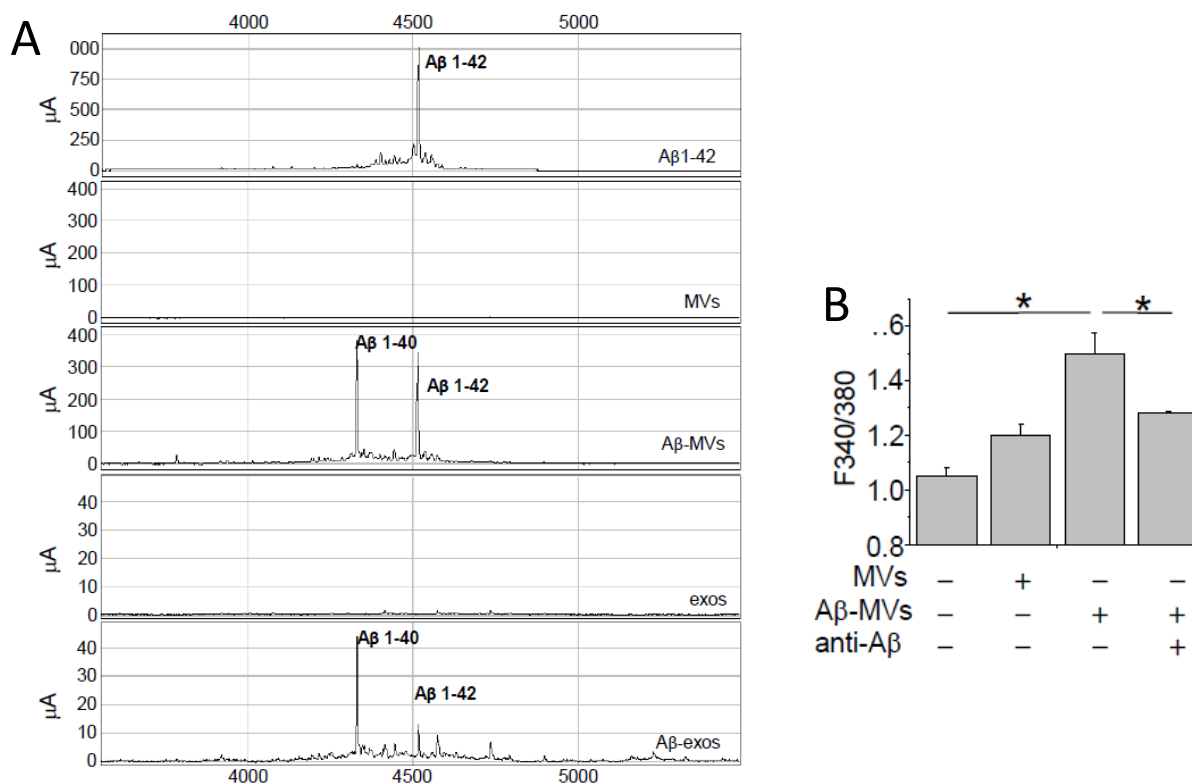 A
4000 4500 5000
000
750
500
250
0
µA
Aβ 1-42
Aβ1-42
400
300
200
100
0
µA
MVs
400
300
200
100
0
µA
Aβ 1-40
Aβ 1-42
Aβ-MVs
40
30
20
10
0
µA
exos
40
30
20
10
0
µA
Aβ 1-40
Aβ 1-42
Aβ-exos
4000 4500 5000
B
* *
..6
1.4
1.2
1.0
0.8
F340/380
MVs – + – –
Aβ-MVs – – + +
anti-Aβ – – – +